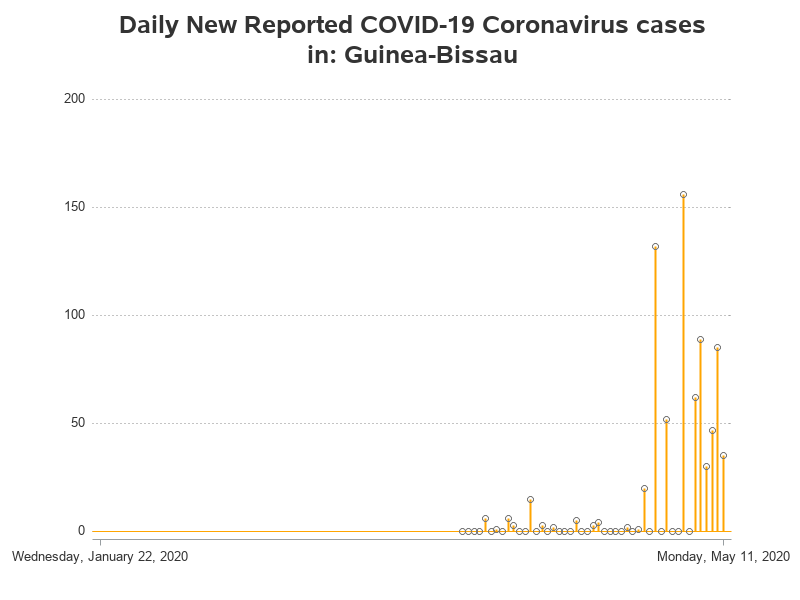 Daily New Reported COVID-19 Coronavirus cases
in: Guinea-Bissau
200
150
100
50
0
Wednesday, January 22, 2020
Monday, May 11, 2020